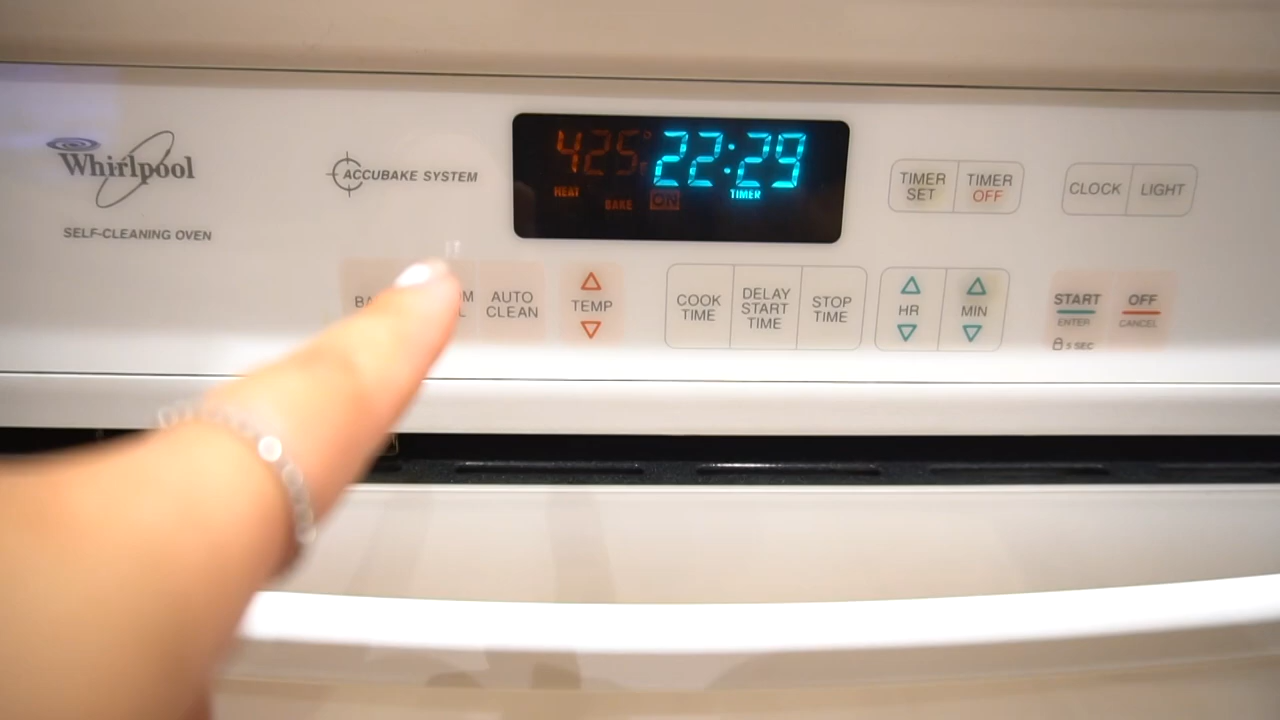 Whirlpool
SELF-CLEANING OVEN
ACCUBAKE SYSTEM
425°F 22:29
HEAT
BAKE ON
TIMER
TIMER SET
TIMER OFF
CLOCK
LIGHT
AUTO
CLEAN
TEMP
COOK
TIME
DELAY
START
TIME
STOP
TIME
HR
MIN
START
ENTER
5 SEC
OFF
CANCEL